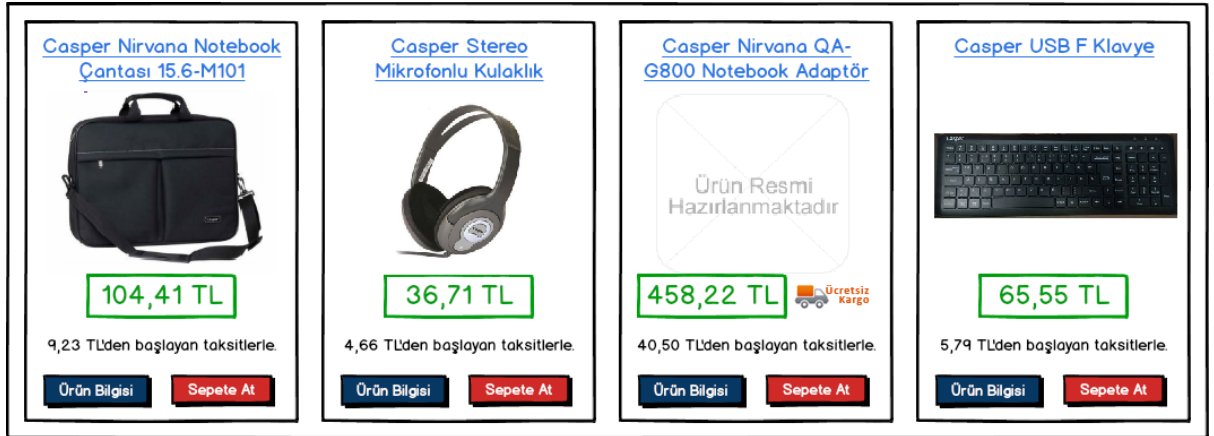 Casper Nirvana Notebook
Çantası 15.6-M101
104,41 TL
9,23 TL'den başlayan taksitlerle.
Ürün Bilgisi
Sepete At
Casper Stereo
Mikrofonlu Kulaklık
36,71 TL
4,66 TL'den başlayan taksitlerle.
Ürün Bilgisi
Sepete At
Casper Nirvana QA-
G800 Notebook Adaptör
Ürün Resmi
Hazırlanmaktadır
458,22 TL
Ücretsiz
Kargo
40,50 TL'den başlayan taksitlerle.
Ürün Bilgisi
Sepete At
Casper USB F Klavye
65,55 TL
5,79 TL'den başlayan taksitlerle.
Ürün Bilgisi
Sepete At